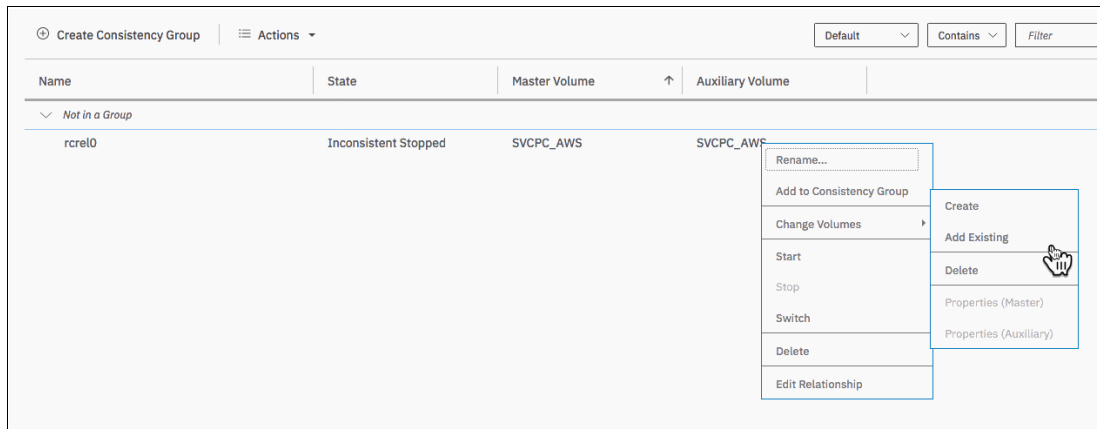 Create Consistency Group Actions Default Contains Filter
Name State Master Volume Auxiliary Volume
Not in a Group
rcrel0 Inconsistent Stopped SVCPC_AWS SVCPC_AWS
Rename...
Add to Consistency Group
Change Volumes
Start
Stop
Switch
Delete
Edit Relationship
Create
Add Existing
Delete
Properties (Master)
Properties (Auxiliary)